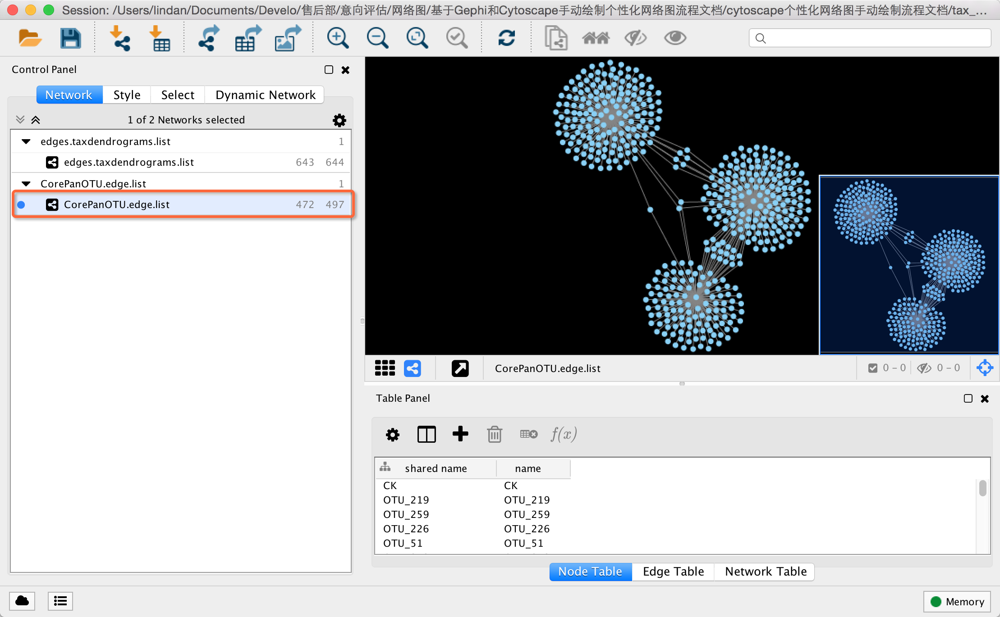 Session: /Users/lindan/Documents/Develo/售后部/意向评估/网络图/基于Gephi和Cytoscape手动绘制个性化网络图流程文档/cytoscape个性化网络图手动绘制流程文档/tax_...
Control Panel
Network Style Select Dynamic Network
1 of 2 Networks selected
edges.taxdendrograms.list 1
edges.taxdendrograms.list 643 644
CorePanOTU.edge.list 1
CorePanOTU.edge.list 472 497
CorePanOTU.edge.list 0 - 0 0 - 0
Table Panel
f(x)
shared name name
CK CK
OTU_219 OTU_219
OTU_259 OTU_259
OTU_226 OTU_226
OTU_51 OTU_51
Node Table Edge Table Network Table
Memory